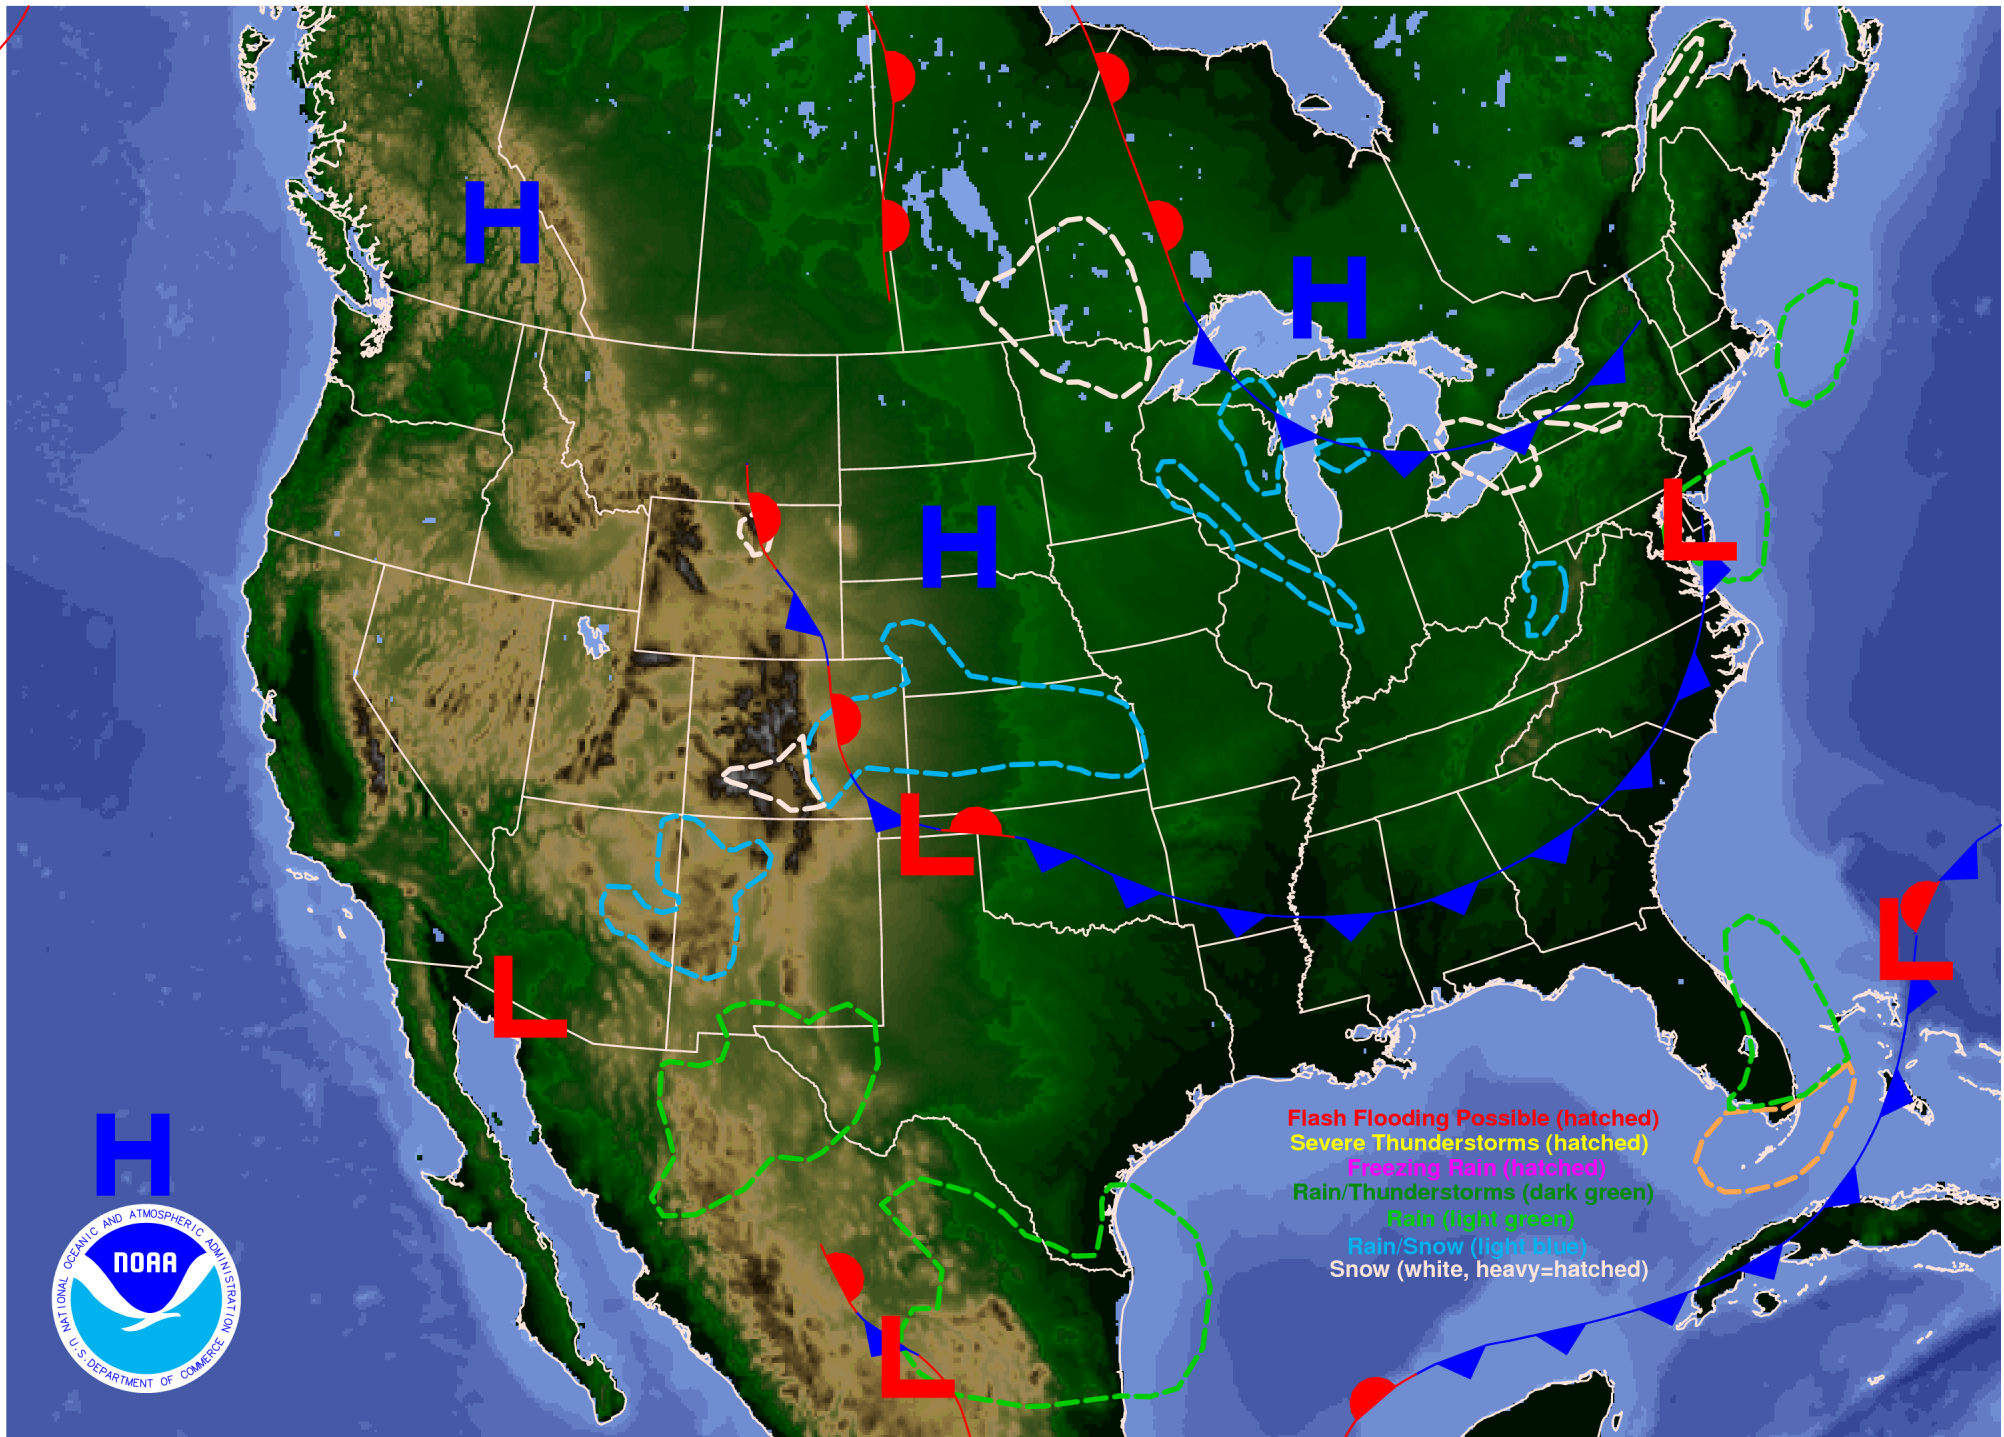 H
H
H
L
L
L
L
H
Flash Flooding Possible (hatched)
Severe Thunderstorms (hatched)
Freezing Rain (hatched)
Rain/Thunderstorms (dark green)
Rain (light green)
Rain/Snow (light blue)
Snow (white, heavy=hatched)
NATIONAL OCEANIC AND ATMOSPHERIC ADMINISTRATION
NOAA
U.S. DEPARTMENT OF COMMERCE
L